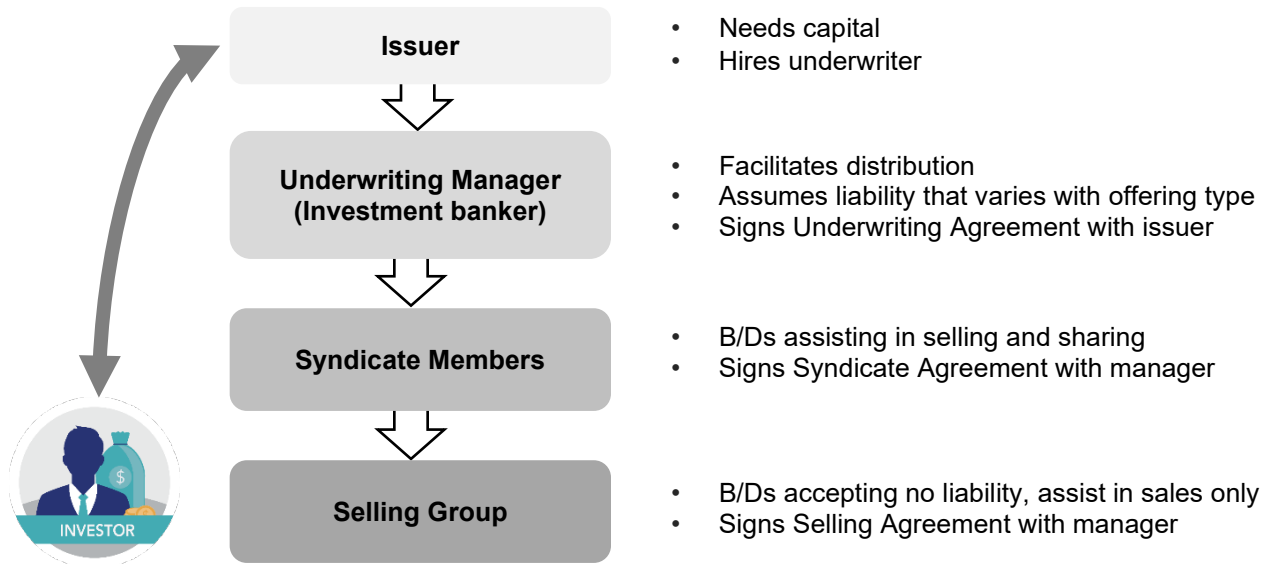 Issuer
• Needs capital
• Hires underwriter
Underwriting Manager
(Investment banker)
• Facilitates distribution
• Assumes liability that varies with offering type
• Signs Underwriting Agreement with issuer
Syndicate Members
• B/Ds assisting in selling and sharing
• Signs Syndicate Agreement with manager
Selling Group
• B/Ds accepting no liability, assist in sales only
• Signs Selling Agreement with manager
$
INVESTOR